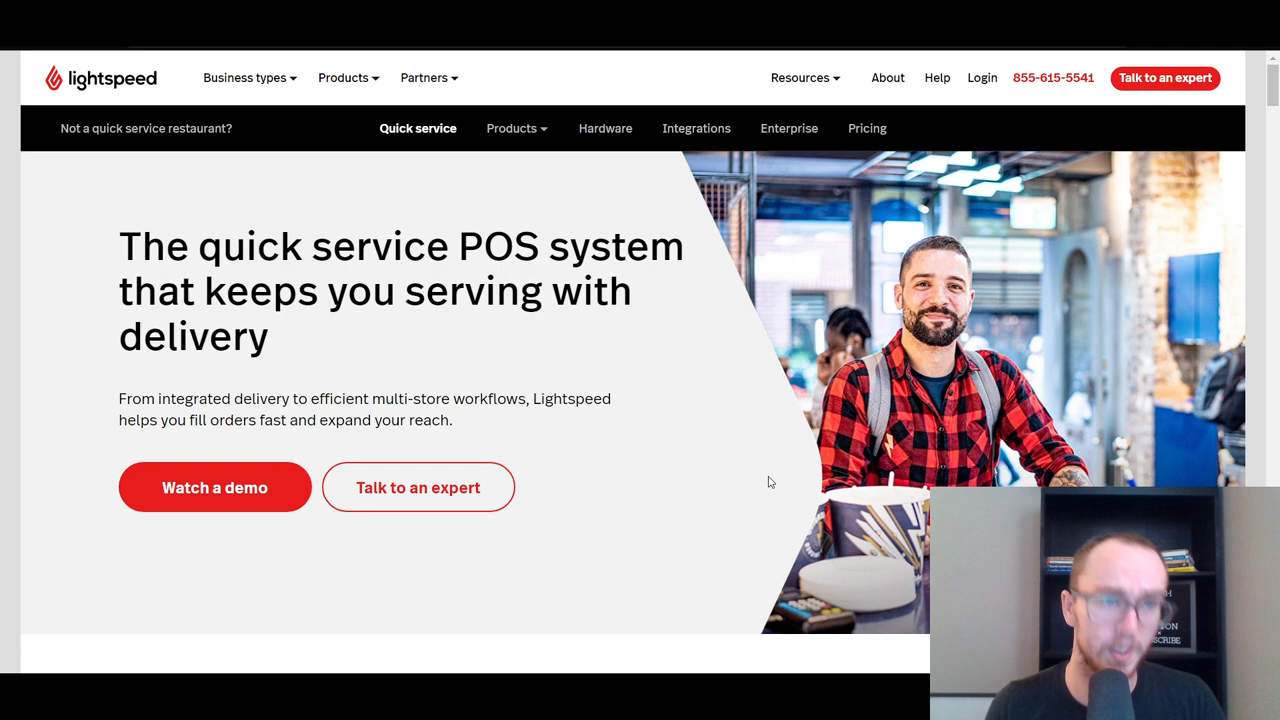 lightspeed
Business types
Products
Partners
Resources
About
Help
Login
855-615-5541
Talk to an expert
Not a quick service restaurant?
Quick service
Products
Hardware
Integrations
Enterprise
Pricing
The quick service POS system
that keeps you serving with
delivery
From integrated delivery to efficient multi-store workflows, Lightspeed
helps you fill orders fast and expand your reach.
Watch a demo
Talk to an expert